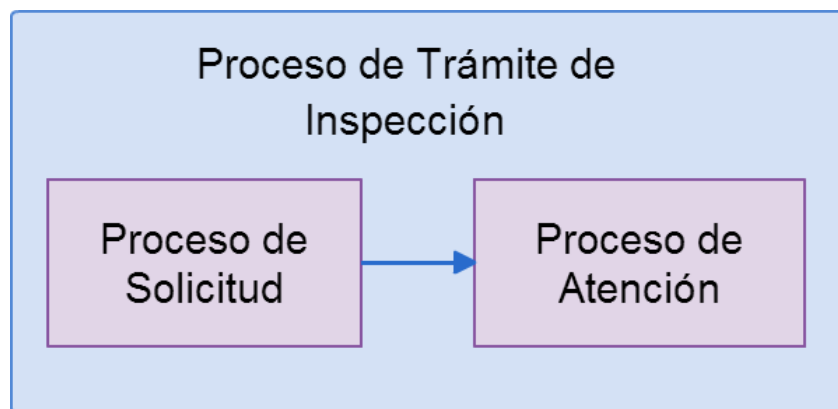 Proceso de Trámite de
Inspección
Proceso de
Solicitud
Proceso de
Atención